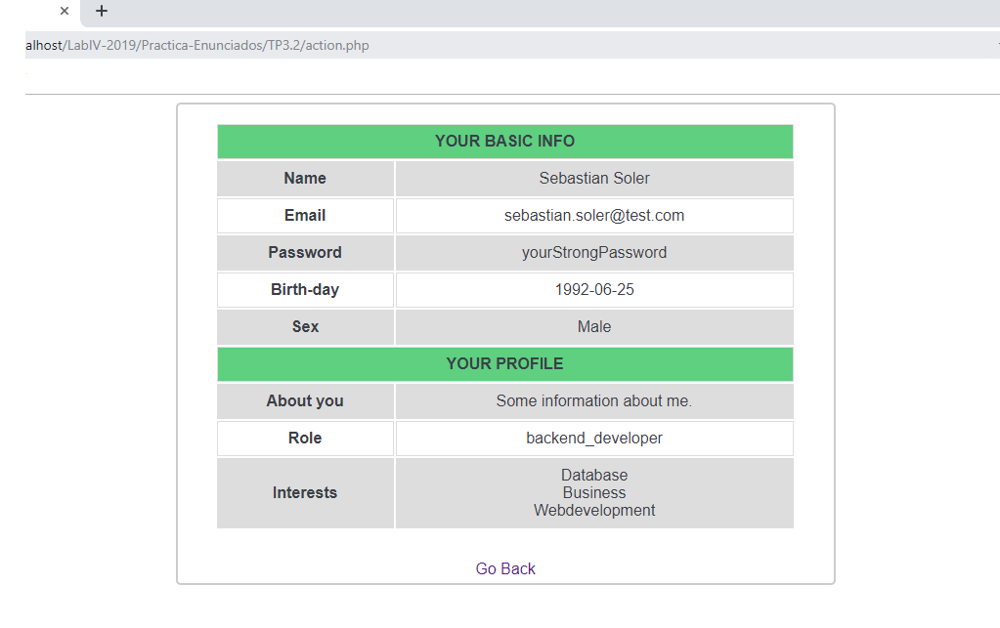 alhost/LabIV-2019/Practica-Enunciados/TP3.2/action.php
YOUR BASIC INFO
Name Sebastian Soler
Email sebastian.soler@test.com
Password yourStrongPassword
Birth-day 1992-06-25
Sex Male
YOUR PROFILE
About you Some information about me.
Role backend_developer
Interests Database
Business
Webdevelopment
Go Back